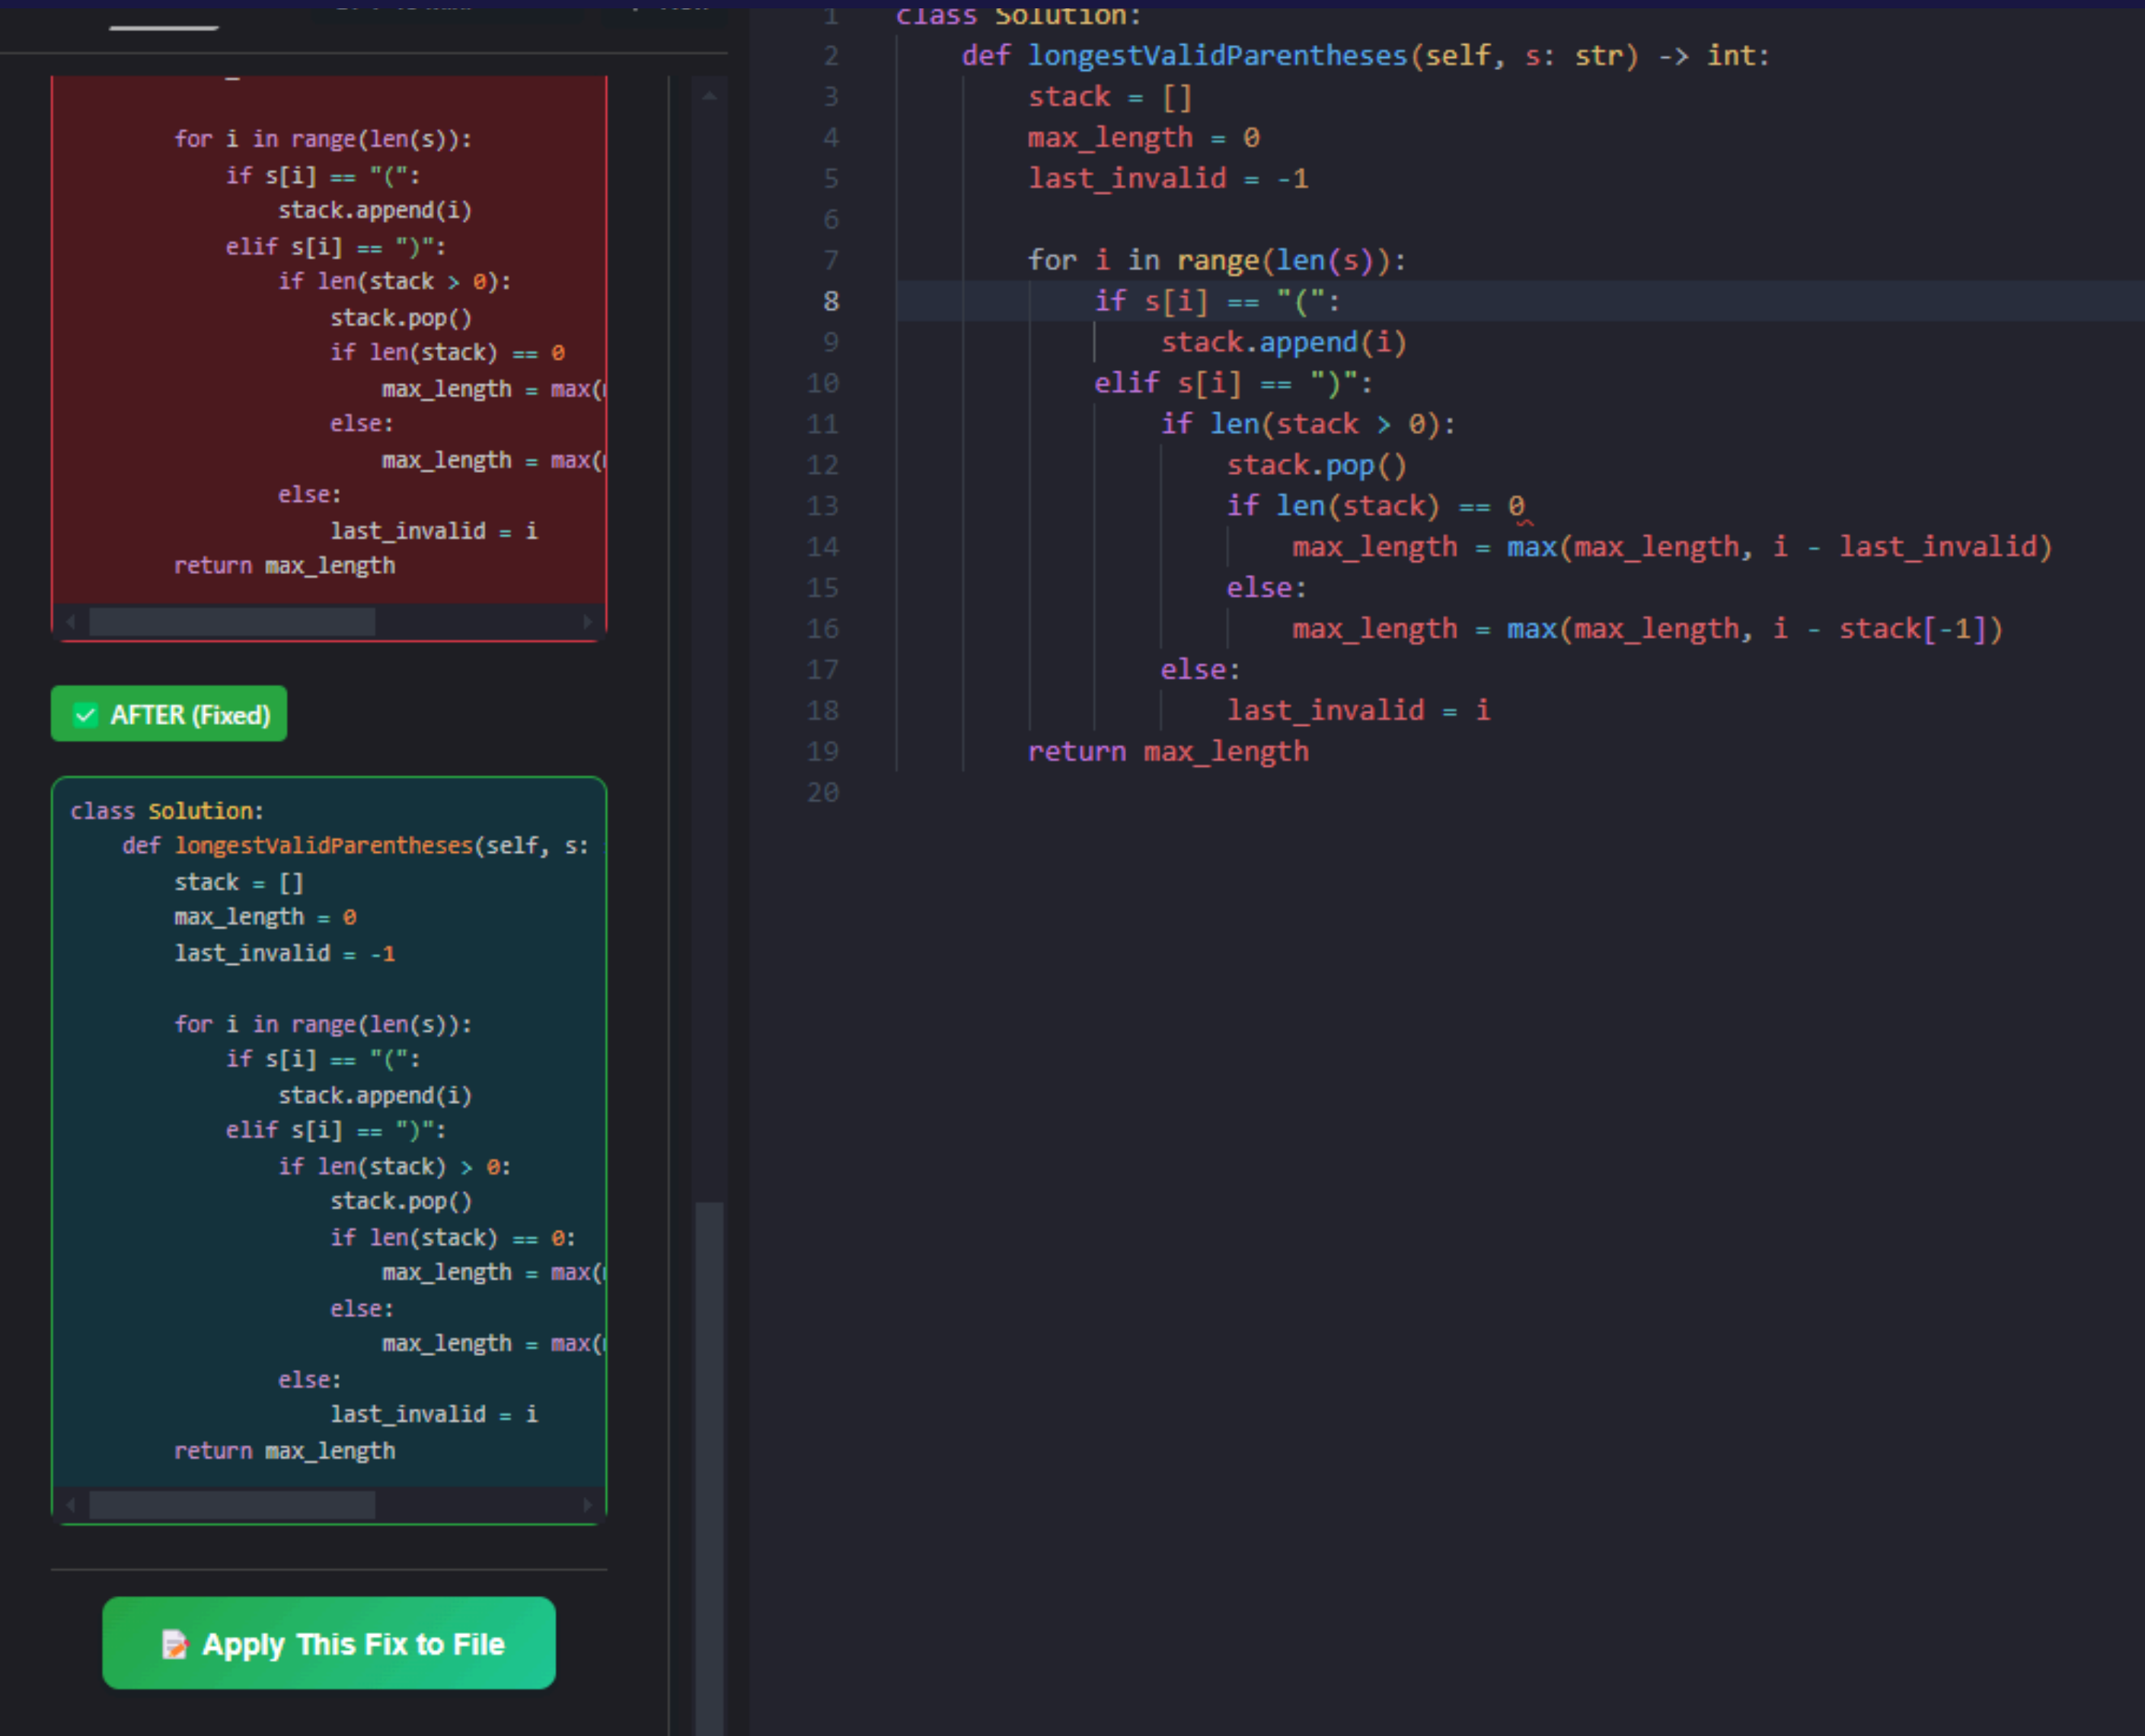 for i in range(len(s)):
if s[i] == "(":
stack.append(i)
elif s[i] == ")":
if len(stack > 0):
stack.pop()
if len(stack) == 0
max_length = max(
else:
max_length = max(
else:
last_invalid = i
return max_length
✅ AFTER (Fixed)
class Solution:
def longestValidParentheses(self, s:
stack = []
max_length = 0
last_invalid = -1
for i in range(len(s)):
if s[i] == "(":
stack.append(i)
elif s[i] == ")":
if len(stack) > 0:
stack.pop()
if len(stack) == 0:
max_length = max(
else:
max_length = max(
else:
last_invalid = i
return max_length
📝 Apply This Fix to File
1 class Solution:
2 def longestValidParentheses(self, s: str) -> int:
3 stack = []
4 max_length = 0
5 last_invalid = -1
6
7 for i in range(len(s)):
8 if s[i] == "(":
9 stack.append(i)
10 elif s[i] == ")":
11 if len(stack > 0):
12 stack.pop()
13 if len(stack) == 0
14 max_length = max(max_length, i - last_invalid)
15 else:
16 max_length = max(max_length, i - stack[-1])
17 else:
18 last_invalid = i
19 return max_length
20